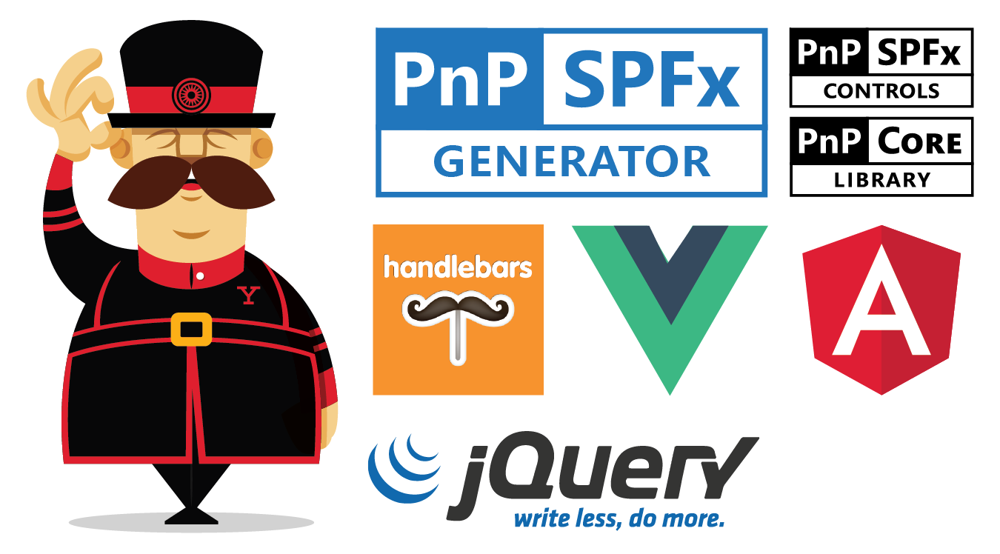 PnP SPFx
GENERATOR
PnP SPFx
CONTROLS
PnP CORE
LIBRARY
Y
handlebars
A
jQuery
write less, do more.